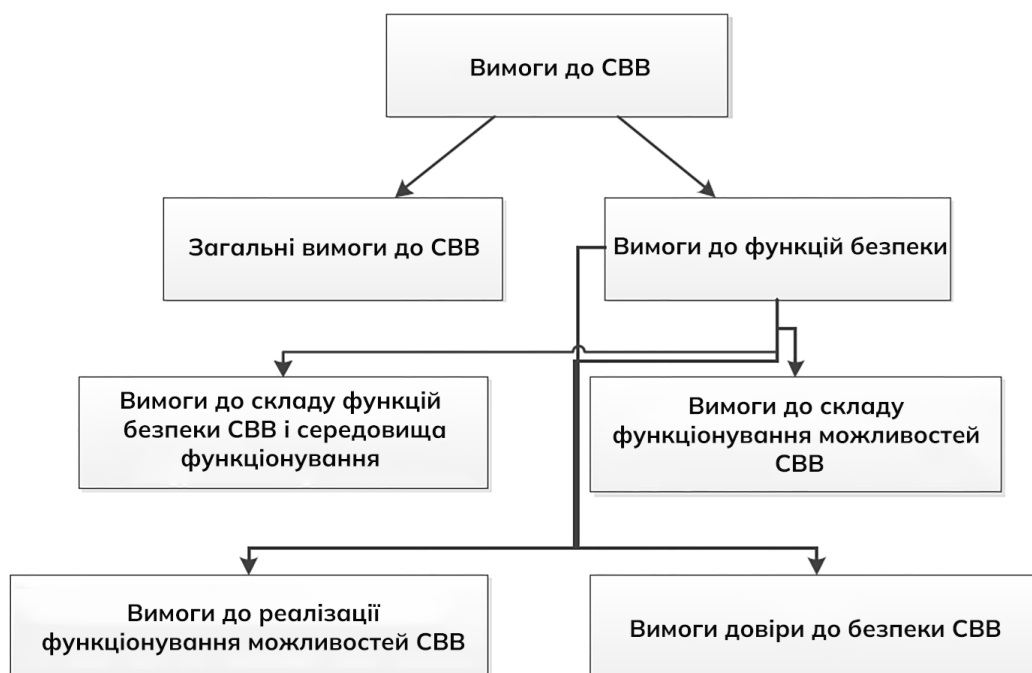 Вимоги до СВВ
Загальні вимоги до СВВ
Вимоги до функцій безпеки
Вимоги до складу функцій
безпеки СВВ і середовища
функціонування
Вимоги до складу
функціонування можливостей
СВВ
Вимоги до реалізації
функціонування можливостей СВВ
Вимоги довіри до безпеки СВВ